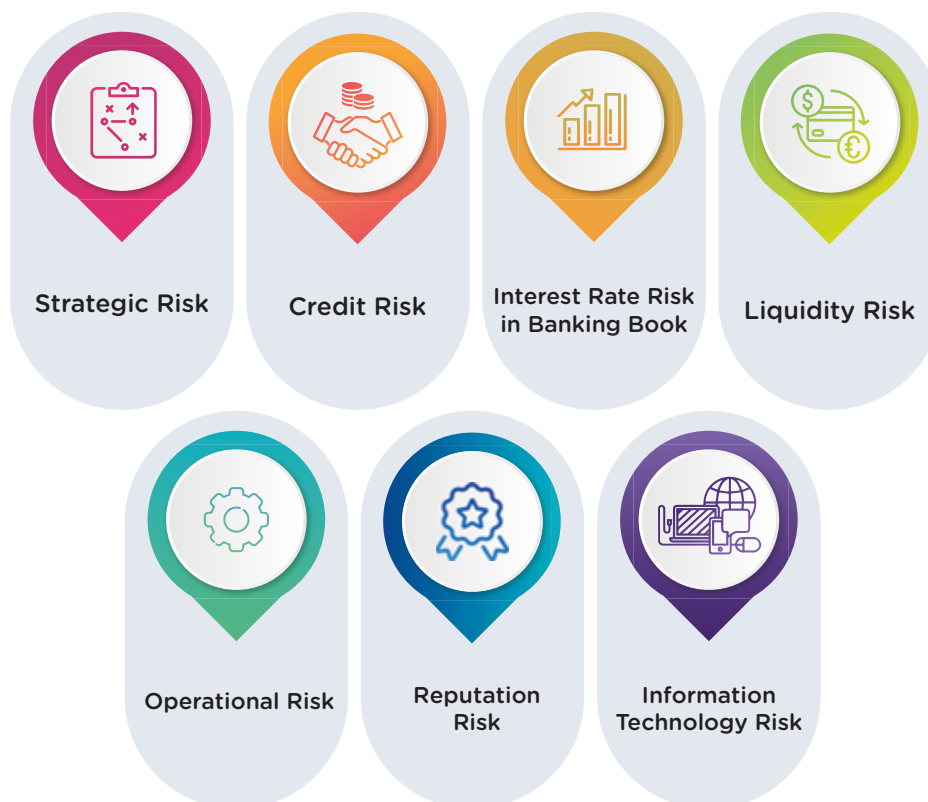 $
€
Strategic Risk
Credit Risk
Interest Rate Risk
in Banking Book
Liquidity Risk
Operational Risk
Reputation
Risk
Information
Technology Risk